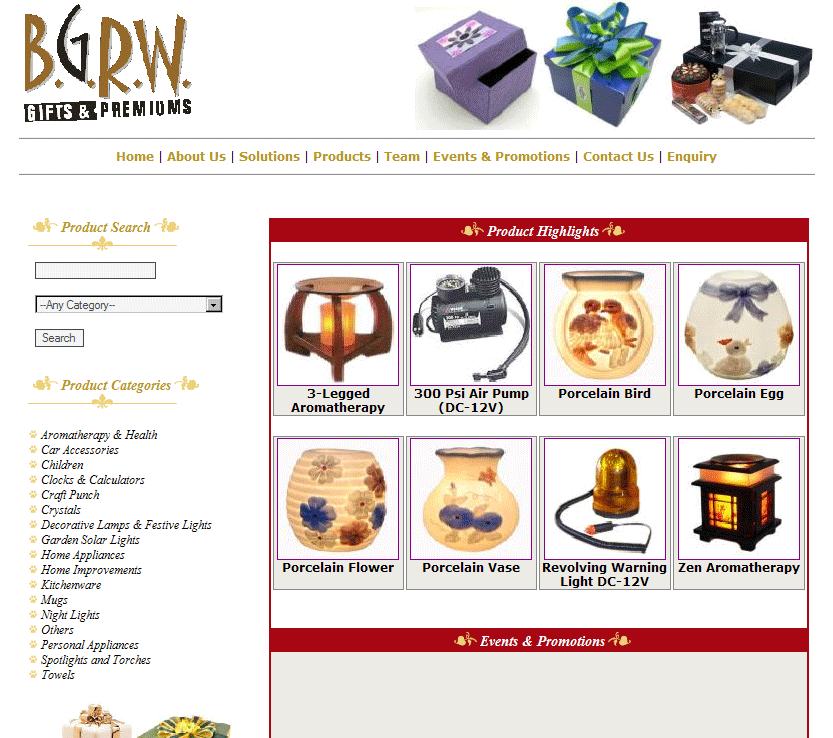 B.G.R.W.
GIFTS & PREMIUMS
Home | About Us | Solutions | Products | Team | Events & Promotions | Contact Us | Enquiry
Product Search
--Any Category--
Search
Product Categories
Aromatherapy & Health
Car Accessories
Children
Clocks & Calculators
Craft Punch
Crystals
Decorative Lamps & Festive Lights
Garden Solar Lights
Home Appliances
Home Improvements
Kitchenware
Mugs
Night Lights
Others
Personal Appliances
Spotlights and Torches
Towels
Product Highlights
3-Legged
Aromatherapy
300 Psi Air Pump
(DC-12V)
Porcelain Bird
Porcelain Egg
Porcelain Flower
Porcelain Vase
Revolving Warning
Light DC-12V
Zen Aromatherapy
Events & Promotions